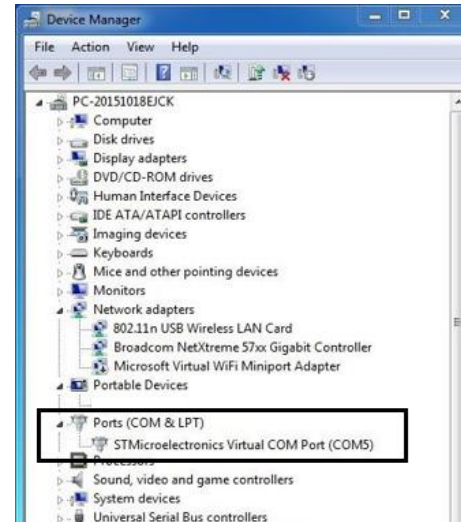 Device Manager
File Action View Help
PC-20151018EJCK
Computer
Disk drives
Display adapters
DVD/CD-ROM drives
Human Interface Devices
IDE ATA/ATAPI controllers
Imaging devices
Keyboards
Mice and other pointing devices
Monitors
Network adapters
802.11n USB Wireless LAN Card
Broadcom NetXtreme 57xx Gigabit Controller
Microsoft Virtual WiFi Miniport Adapter
Portable Devices
Ports (COM & LPT)
STMicroelectronics Virtual COM Port (COM5)
Processors
Sound, video and game controllers
System devices
Universal Serial Bus controllers